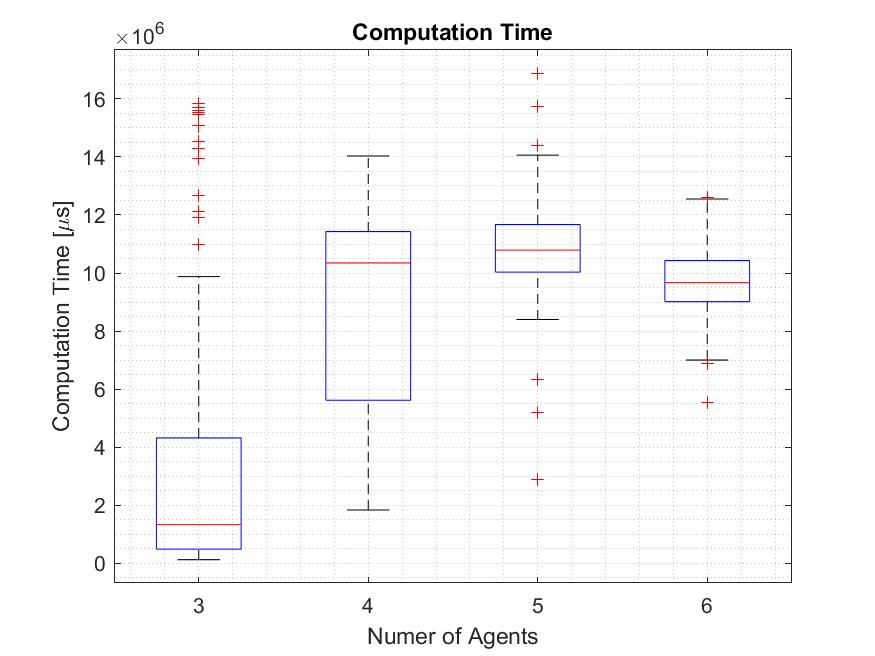 Computation Time
×10⁶
16
14
12
10
8
6
4
2
0
Computation Time [μs]
3 4 5 6
Numer of Agents